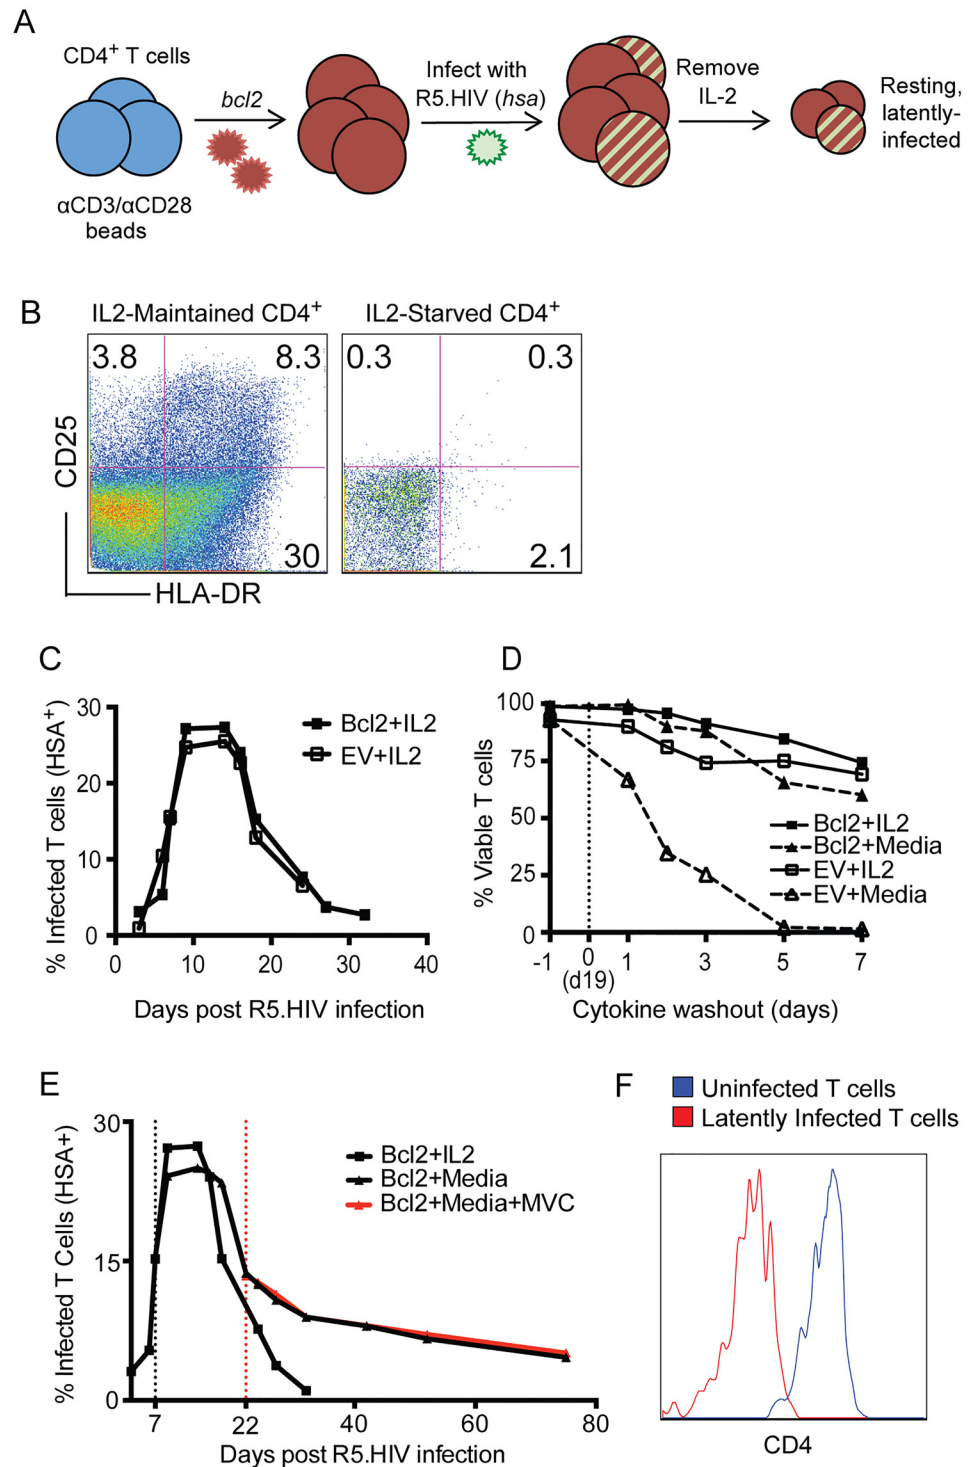 A
CD4+ T cells
αCD3/αCD28
beads
bcl2
Infect with
R5.HIV (hsa)
Remove
IL-2
Resting,
latently-
infected
B
IL2-Maintained CD4+
IL2-Starved CD4+
3.8
8.3
30
0.3
0.3
2.1
CD25
HLA-DR
C
% Infected T cells (HSA+)
30
20
10
0
0
10
20
30
40
Days post R5.HIV infection
Bcl2+IL2
EV+IL2
D
% Viable T cells
100
75
50
25
0
-1
0
(d19)
1
3
5
7
Cytokine washout (days)
Bcl2+IL2
Bcl2+Media
EV+IL2
EV+Media
E
% Infected T Cells (HSA+)
30
15
0
7
22
40
60
80
Days post R5.HIV infection
Bcl2+IL2
Bcl2+Media
Bcl2+Media+MVC
F
Uninfected T cells
Latently Infected T cells
CD4